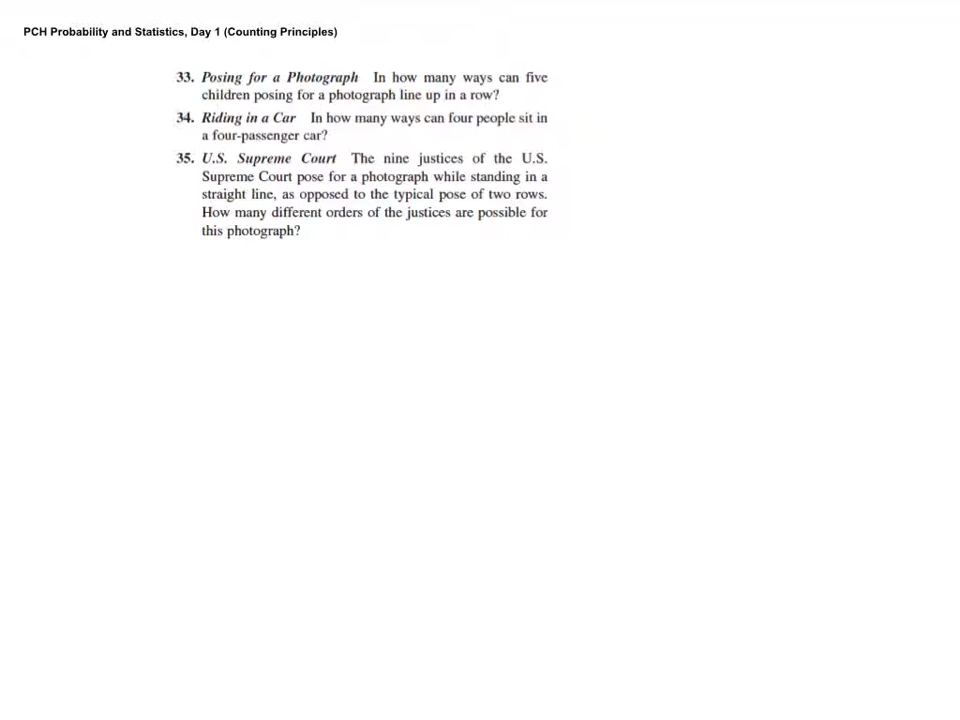 PCH Probability and Statistics, Day 1 (Counting Principles)
33. Posing for a Photograph In how many ways can five
children posing for a photograph line up in a row?
34. Riding in a Car In how many ways can four people sit in
a four-passenger car?
35. U.S. Supreme Court The nine justices of the U.S.
Supreme Court pose for a photograph while standing in a
straight line, as opposed to the typical pose of two rows.
How many different orders of the justices are possible for
this photograph?